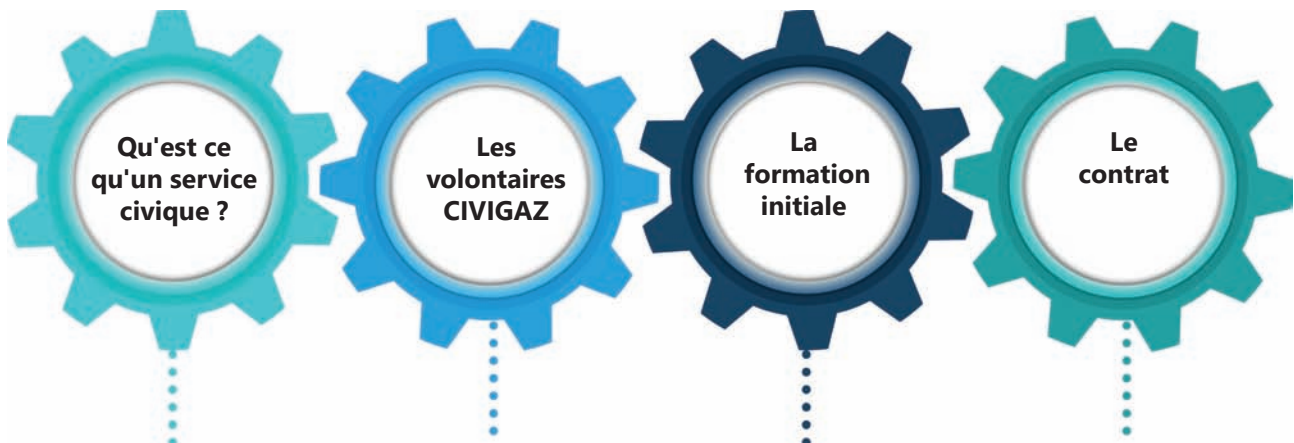 Qu'est ce
qu'un service
civique ?
Les
volontaires
CIVIGAZ
La
formation
initiale
Le
contrat